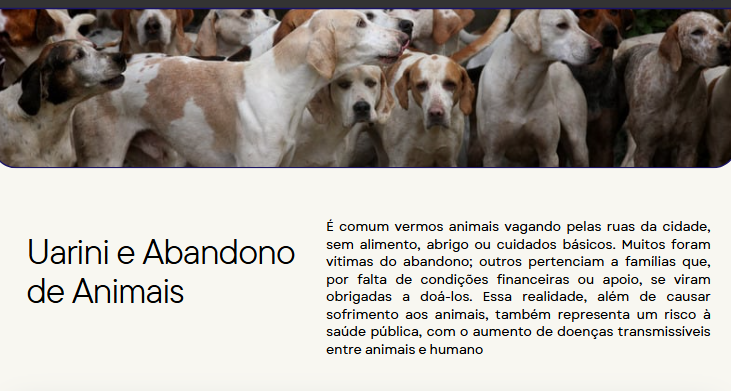 Uarini e Abandono
de Animais
É comum vermos animais vagando pelas ruas da cidade,
sem alimento, abrigo ou cuidados básicos. Muitos foram
vítimas do abandono; outros pertenciam a famílias que,
por falta de condições financeiras ou apoio, se viram
obrigadas a doá-los. Essa realidade, além de causar
sofrimento aos animais, também representa um risco à
saúde pública, com o aumento de doenças transmissíveis
entre animais e humano